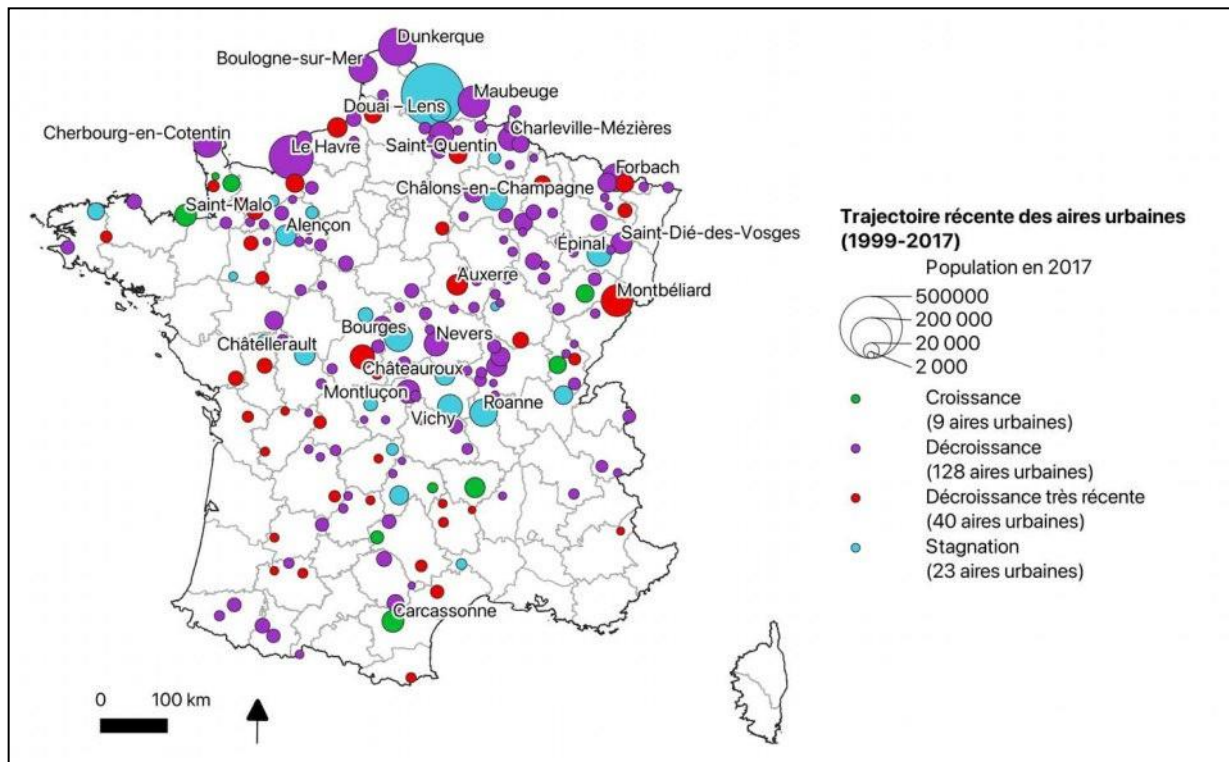 Dunkerque
Boulogne-sur-Mer
Maubeuge
Douai – Lens
Cherbourg-en-Cotentin
Charleville-Mézières
Le Havre
Saint-Quentin
Forbach
Châlons-en-Champagne
Saint-Malo
Alençon
Saint-Dié-des-Vosges
Épinal
Auxerre
Montbéliard
Bourges
Nevers
Châtellerault
Châteauroux
Montluçon
Roanne
Vichy
Carcassonne
0 100 km
Trajectoire récente des aires urbaines
(1999-2017)
Population en 2017
500000
200 000
20 000
2 000
Croissance
(9 aires urbaines)
Décroissance
(128 aires urbaines)
Décroissance très récente
(40 aires urbaines)
Stagnation
(23 aires urbaines)